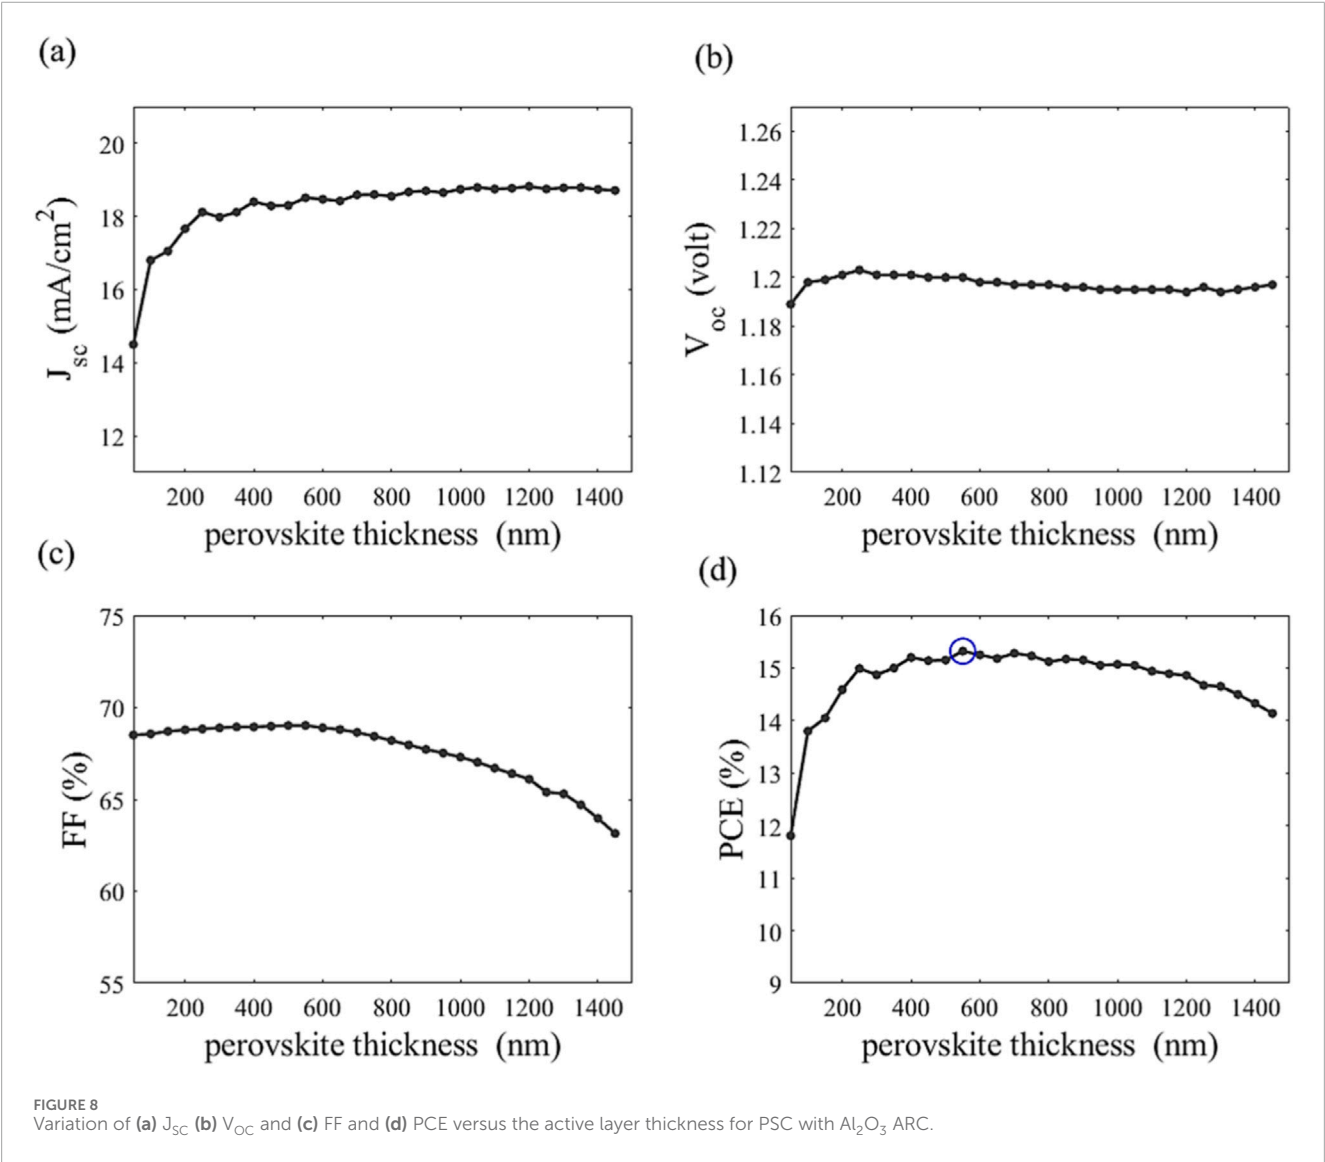 (a)
20
18
16
14
12
J_sc (mA/cm²)
200 400 600 800 1000 1200 1400
perovskite thickness (nm)
(b)
1.26
1.24
1.22
1.2
1.18
1.16
1.14
1.12
V_oc (volt)
200 400 600 800 1000 1200 1400
perovskite thickness (nm)
(c)
75
70
65
60
55
FF (%)
200 400 600 800 1000 1200 1400
perovskite thickness (nm)
(d)
16
15
14
13
12
11
10
9
PCE (%)
200 400 600 800 1000 1200 1400
perovskite thickness (nm)
FIGURE 8
Variation of (a) J_SC (b) V_OC and (c) FF and (d) PCE versus the active layer thickness for PSC with Al₂O₃ ARC.